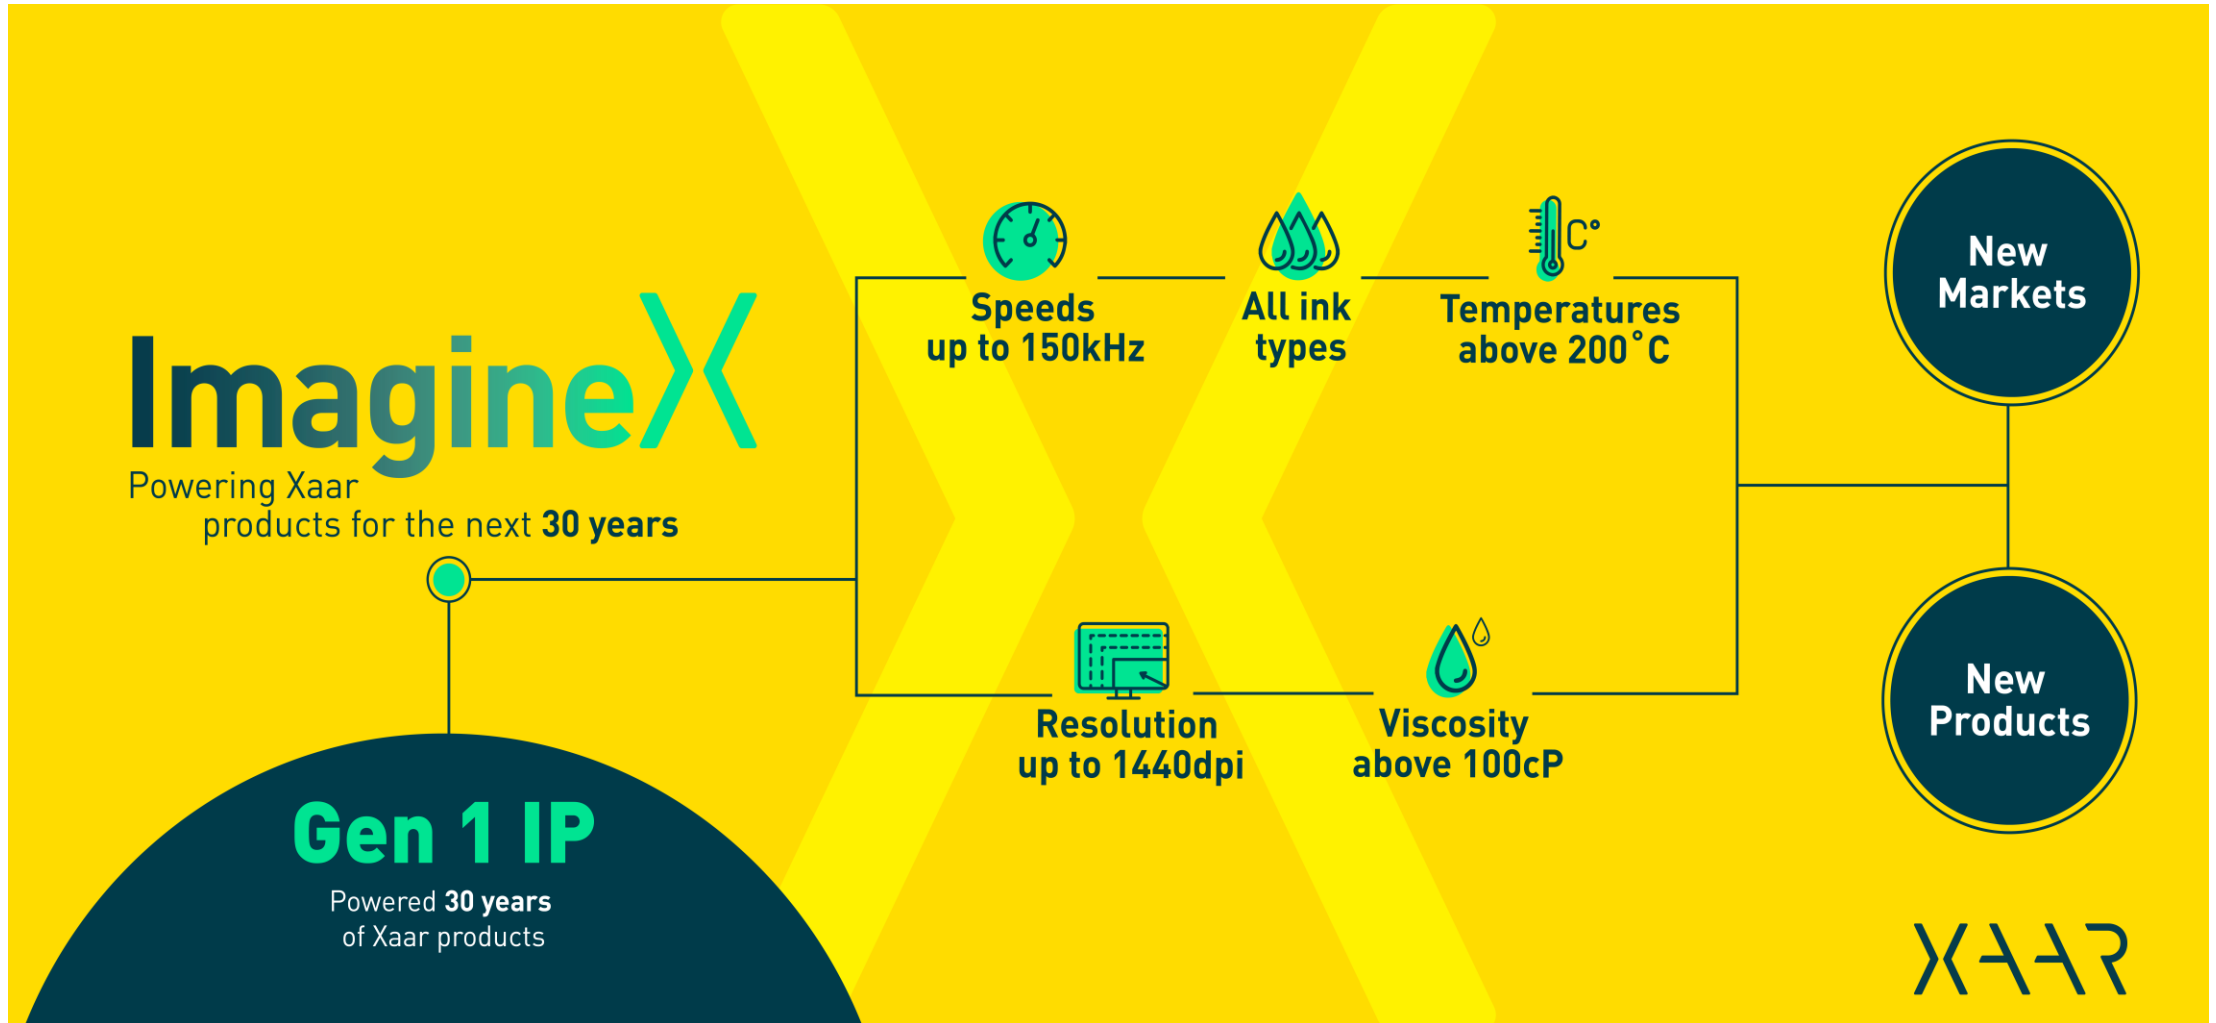 ImagineX
Powering Xaar
products for the next 30 years
Gen 1 IP
Powered 30 years
of Xaar products
Speeds
up to 150kHz
All ink
types
C°
Temperatures
above 200°C
Resolution
up to 1440dpi
Viscosity
above 100cP
New
Markets
New
Products
XAAR